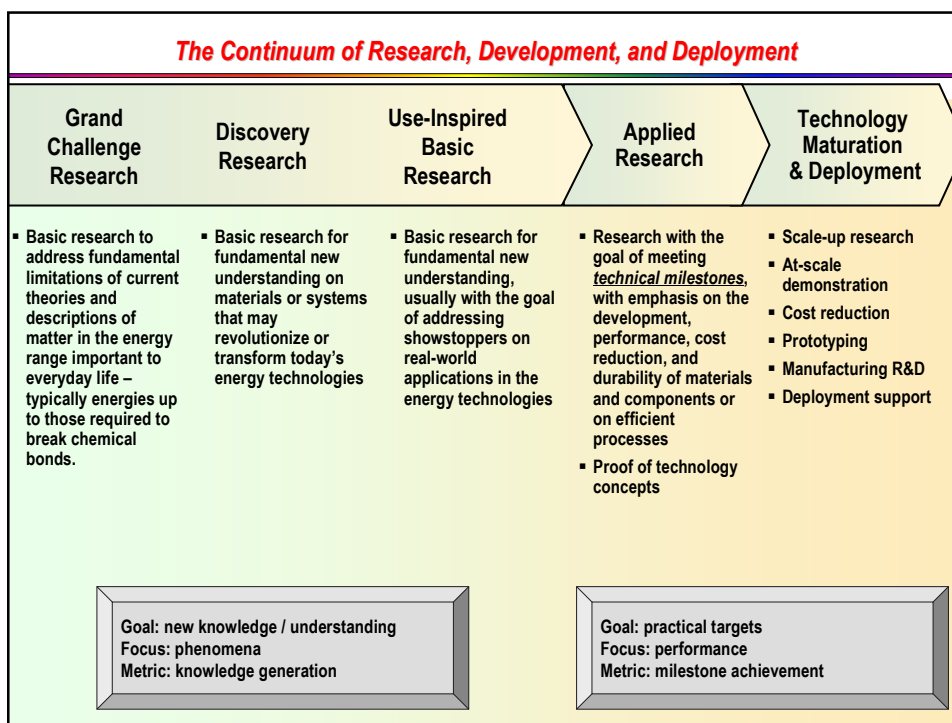 The Continuum of Research, Development, and Deployment
Grand
Challenge
Research
Discovery
Research
Use-Inspired
Basic
Research
Applied
Research
Technology
Maturation
& Deployment
▪ Basic research to
address fundamental
limitations of current
theories and
descriptions of
matter in the energy
range important to
everyday life –
typically energies up
to those required to
break chemical
bonds.
▪ Basic research for
fundamental new
understanding on
materials or systems
that may
revolutionize or
transform today’s
energy technologies
▪ Basic research for
fundamental new
understanding,
usually with the goal
of addressing
showstoppers on
real-world
applications in the
energy technologies
▪ Research with the
goal of meeting
technical milestones,
with emphasis on the
development,
performance, cost
reduction, and
durability of materials
and components or
on efficient
processes
▪ Proof of technology
concepts
▪ Scale-up research
▪ At-scale
demonstration
▪ Cost reduction
▪ Prototyping
▪ Manufacturing R&D
▪ Deployment support
Goal: new knowledge / understanding
Focus: phenomena
Metric: knowledge generation
Goal: practical targets
Focus: performance
Metric: milestone achievement